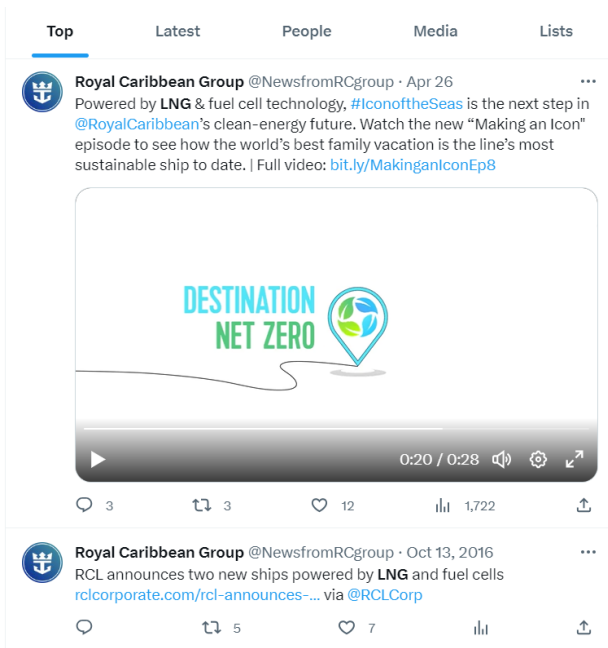 Top Latest People Media Lists
Royal Caribbean Group @NewsfromRCgroup · Apr 26
Powered by LNG & fuel cell technology, #IconoftheSeas is the next step in
@RoyalCaribbean’s clean-energy future. Watch the new “Making an Icon"
episode to see how the world’s best family vacation is the line’s most
sustainable ship to date. | Full video: bit.ly/MakinganIconEp8
DESTINATION
NET ZERO
0:20 / 0:28
3 3 12 1,722
Royal Caribbean Group @NewsfromRCgroup · Oct 13, 2016
RCL announces two new ships powered by LNG and fuel cells
rclcorporate.com/rcl-announces-... via @RCLCorp
5 7